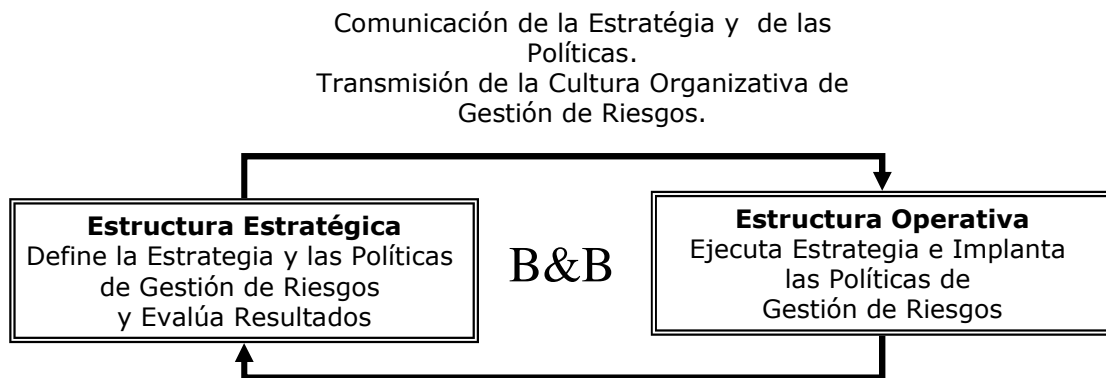 Comunicación de la Estratégia y  de las
Políticas.
Transmisión de la Cultura Organizativa de
Gestión de Riesgos.
Estructura Estratégica
Define la Estrategia y las Políticas
de Gestión de Riesgos
y Evalúa Resultados
B&B
Estructura Operativa
Ejecuta Estrategia e Implanta
las Políticas de
Gestión de Riesgos